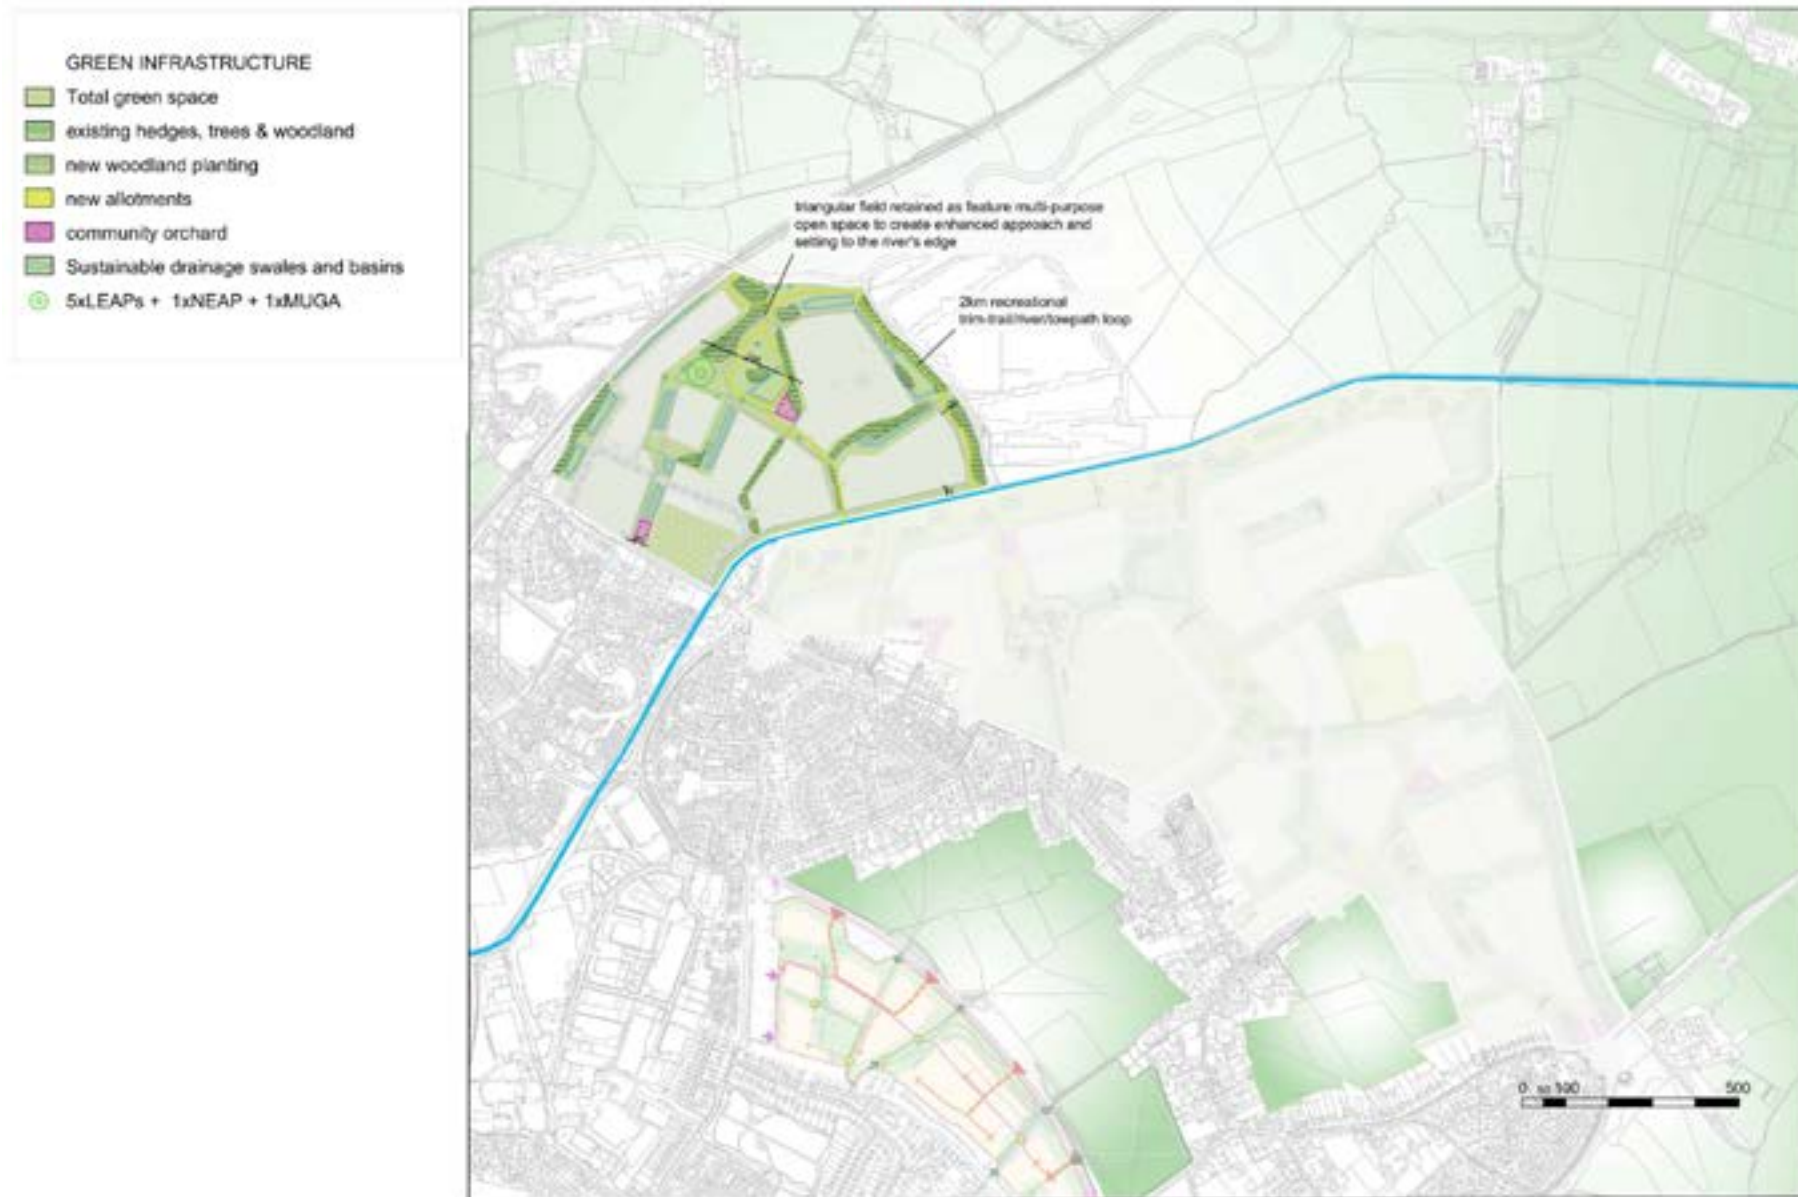 GREEN INFRASTRUCTURE
Total green space
existing hedges, trees & woodland
new woodland planting
new allotments
community orchard
Sustainable drainage swales and basins
5xLEAPs + 1xNEAP + 1xMUGA
triangular field retained as feature multi-purpose
open space to create enhanced approach and
setting to the river's edge
2km recreational
trim-trail/river/towpath loop
0 50 100 500